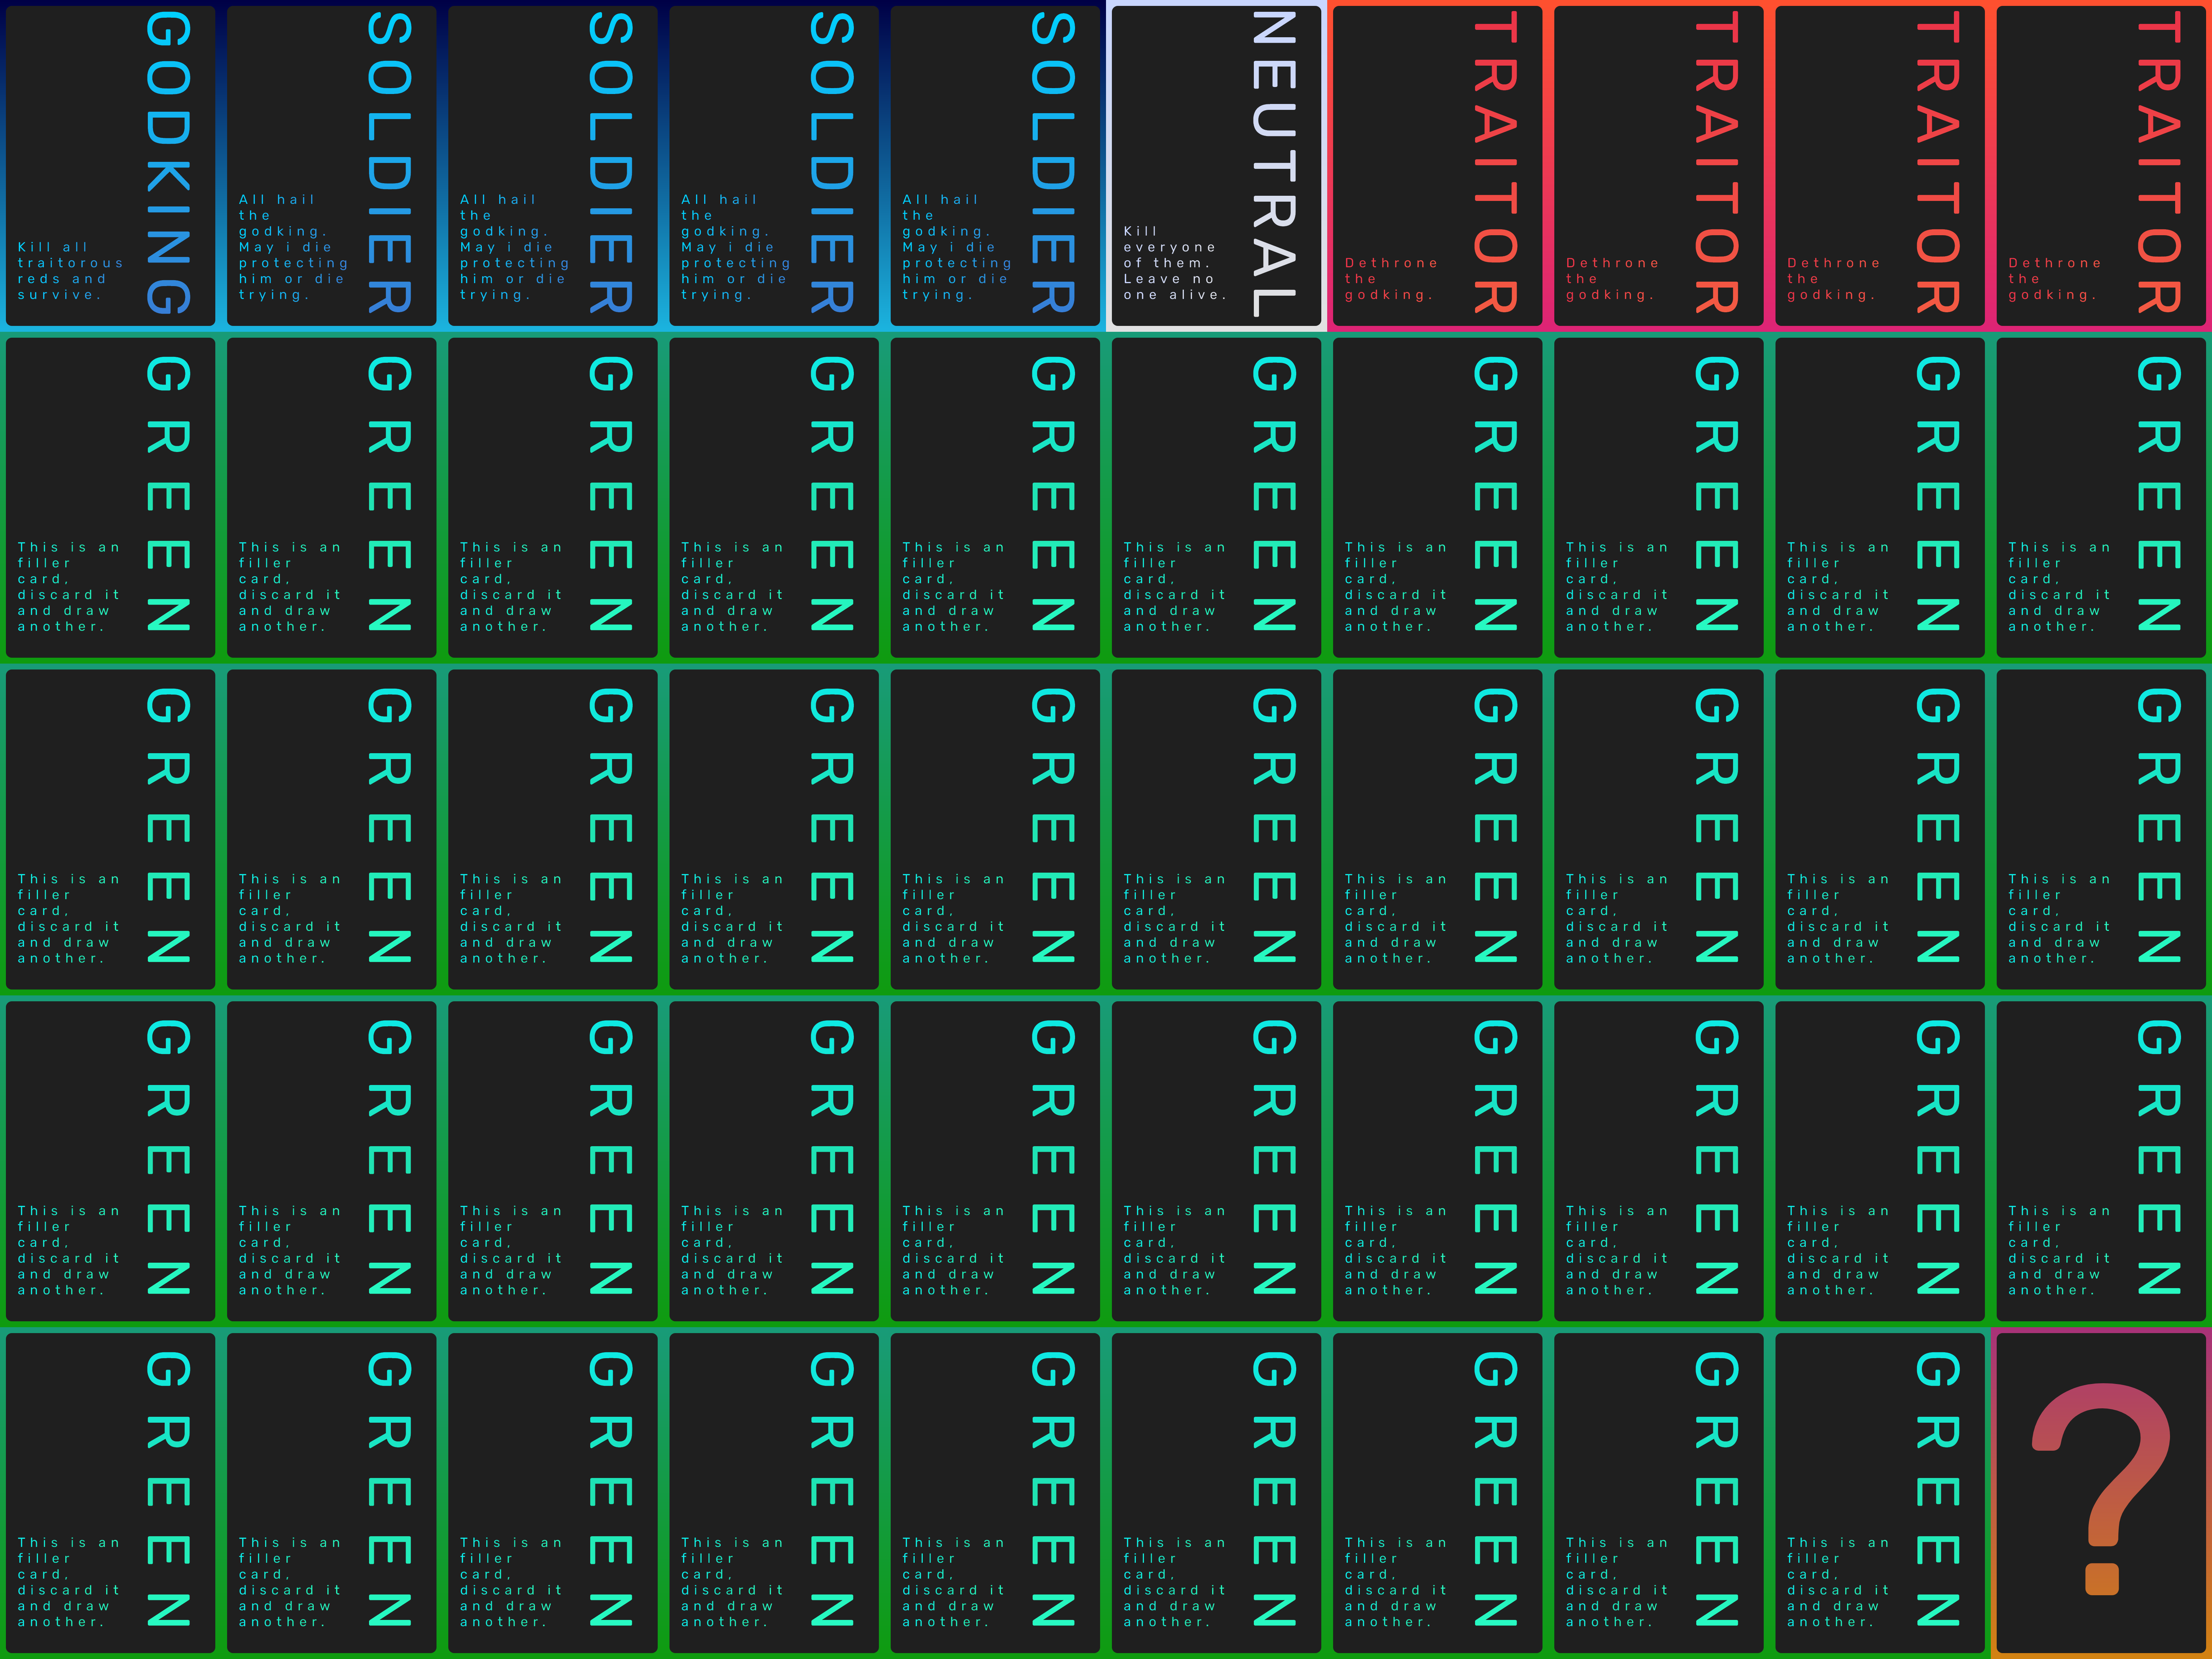 GODKING
Kill all
traitorous
reds and
survive.
SOLDIER
All hail
the
godking.
May i die
protecting
him or die
trying.
SOLDIER
All hail
the
godking.
May i die
protecting
him or die
trying.
SOLDIER
All hail
the
godking.
May i die
protecting
him or die
trying.
SOLDIER
All hail
the
godking.
May i die
protecting
him or die
trying.
NEUTRAL
Kill
everyone
of them.
Leave no
one alive.
TRAITOR
Dethrone
the
godking.
TRAITOR
Dethrone
the
godking.
TRAITOR
Dethrone
the
godking.
TRAITOR
Dethrone
the
godking.
GREEN
This is an
filler
card,
discard it
and draw
another.
GREEN
This is an
filler
card,
discard it
and draw
another.
GREEN
This is an
filler
card,
discard it
and draw
another.
GREEN
This is an
filler
card,
discard it
and draw
another.
GREEN
This is an
filler
card,
discard it
and draw
another.
GREEN
This is an
filler
card,
discard it
and draw
another.
GREEN
This is an
filler
card,
discard it
and draw
another.
GREEN
This is an
filler
card,
discard it
and draw
another.
GREEN
This is an
filler
card,
discard it
and draw
another.
GREEN
This is an
filler
card,
discard it
and draw
another.
GREEN
This is an
filler
card,
discard it
and draw
another.
GREEN
This is an
filler
card,
discard it
and draw
another.
GREEN
This is an
filler
card,
discard it
and draw
another.
GREEN
This is an
filler
card,
discard it
and draw
another.
GREEN
This is an
filler
card,
discard it
and draw
another.
GREEN
This is an
filler
card,
discard it
and draw
another.
GREEN
This is an
filler
card,
discard it
and draw
another.
GREEN
This is an
filler
card,
discard it
and draw
another.
GREEN
This is an
filler
card,
discard it
and draw
another.
GREEN
This is an
filler
card,
discard it
and draw
another.
GREEN
This is an
filler
card,
discard it
and draw
another.
GREEN
This is an
filler
card,
discard it
and draw
another.
GREEN
This is an
filler
card,
discard it
and draw
another.
GREEN
This is an
filler
card,
discard it
and draw
another.
GREEN
This is an
filler
card,
discard it
and draw
another.
GREEN
This is an
filler
card,
discard it
and draw
another.
GREEN
This is an
filler
card,
discard it
and draw
another.
GREEN
This is an
filler
card,
discard it
and draw
another.
GREEN
This is an
filler
card,
discard it
and draw
another.
GREEN
This is an
filler
card,
discard it
and draw
another.
GREEN
This is an
filler
card,
discard it
and draw
another.
GREEN
This is an
filler
card,
discard it
and draw
another.
GREEN
This is an
filler
card,
discard it
and draw
another.
GREEN
This is an
filler
card,
discard it
and draw
another.
GREEN
This is an
filler
card,
discard it
and draw
another.
GREEN
This is an
filler
card,
discard it
and draw
another.
GREEN
This is an
filler
card,
discard it
and draw
another.
GREEN
This is an
filler
card,
discard it
and draw
another.
GREEN
This is an
filler
card,
discard it
and draw
another.
?